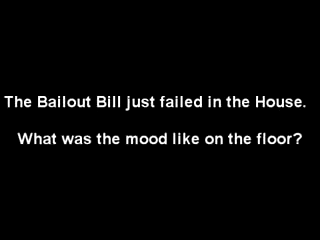 The Bailout Bill just failed in the House.
What was the mood like on the floor?